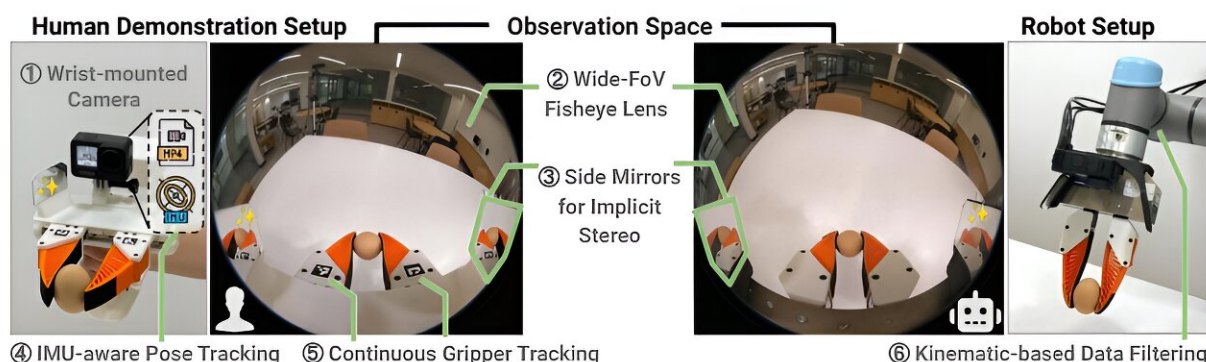 Human Demonstration Setup
Observation Space
Robot Setup
① Wrist-mounted
Camera
MP4
IMU
② Wide-FoV
Fisheye Lens
③ Side Mirrors
for Implicit
Stereo
④ IMU-aware Pose Tracking
⑤ Continuous Gripper Tracking
⑥ Kinematic-based Data Filtering